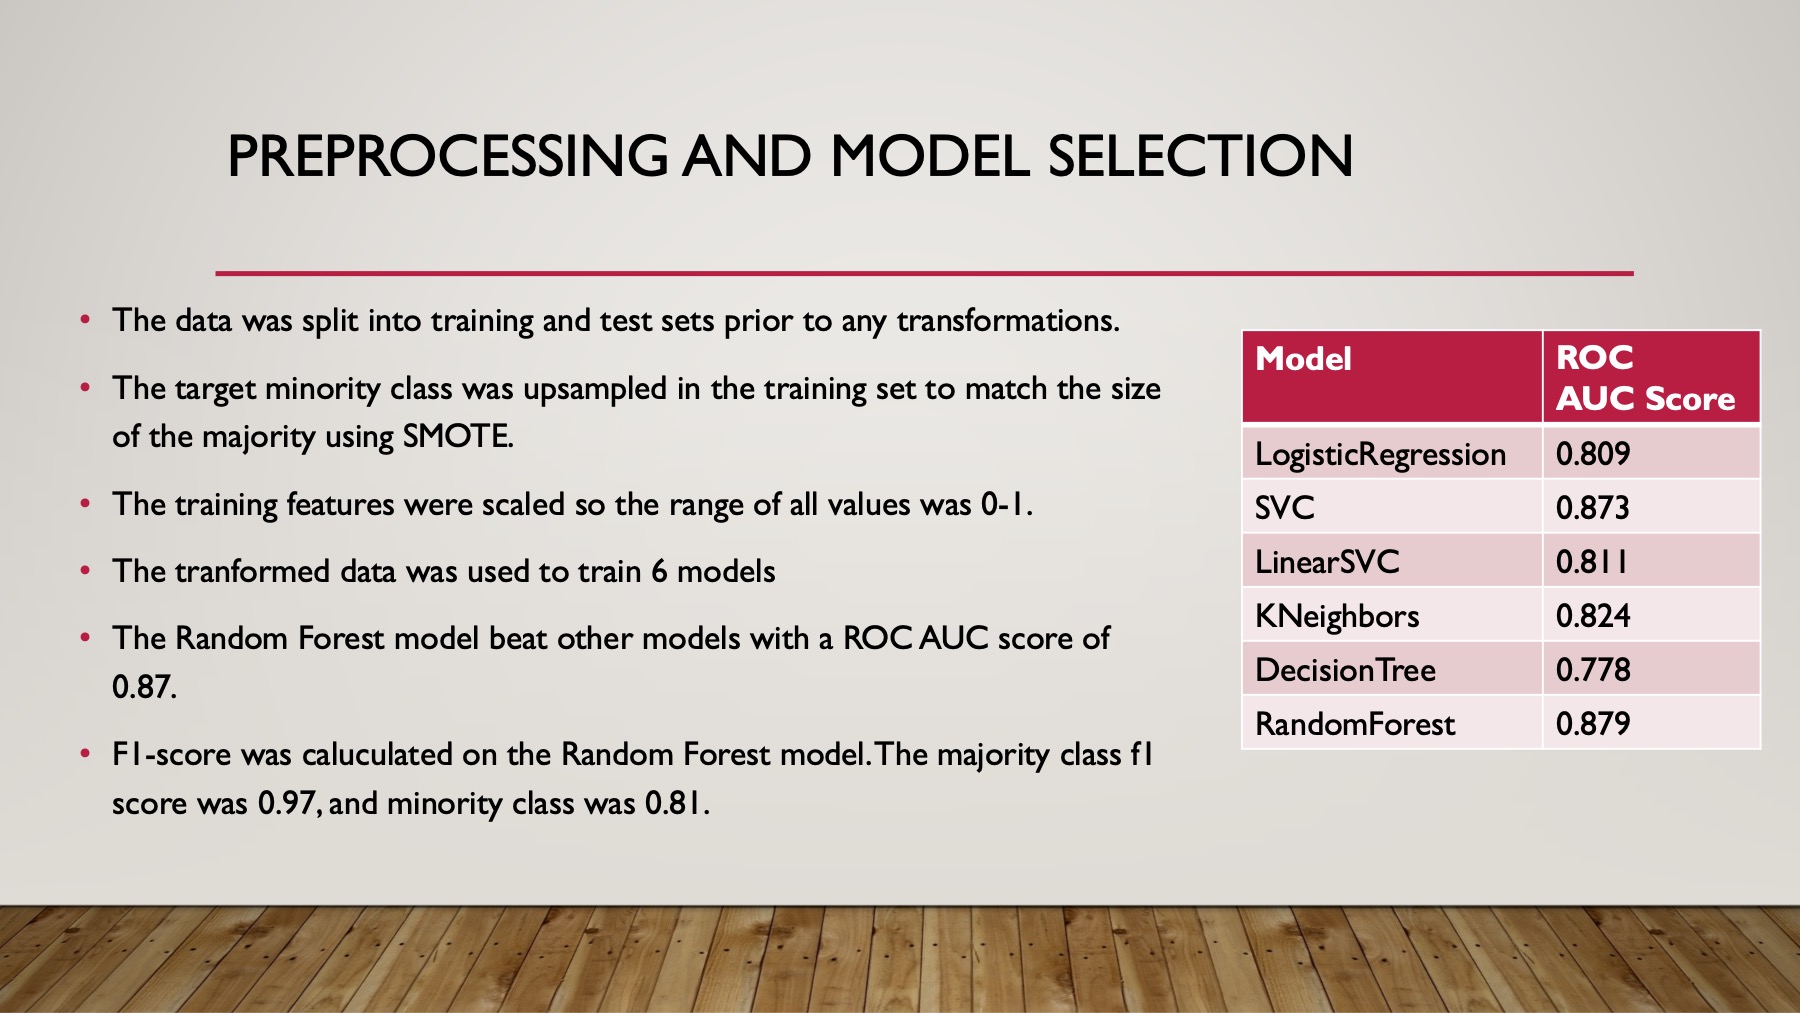 PREPROCESSING AND MODEL SELECTION
• The data was split into training and test sets prior to any transformations.
• The target minority class was upsampled in the training set to match the size
of the majority using SMOTE.
• The training features were scaled so the range of all values was 0-1.
• The tranformed data was used to train 6 models
• The Random Forest model beat other models with a ROC AUC score of
0.87.
• F1-score was caluculated on the Random Forest model. The majority class f1
score was 0.97, and minority class was 0.81.
Model ROC
AUC Score
LogisticRegression 0.809
SVC 0.873
LinearSVC 0.811
KNeighbors 0.824
DecisionTree 0.778
RandomForest 0.879